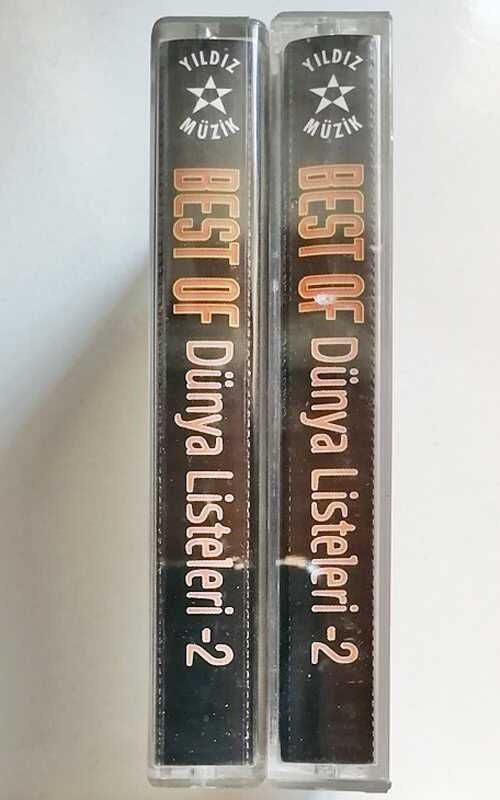 YILDIZ
MÜZİK
BEST OF Dünya Listeleri -2
YILDIZ
MÜZİK
BEST OF Dünya Listeleri -2